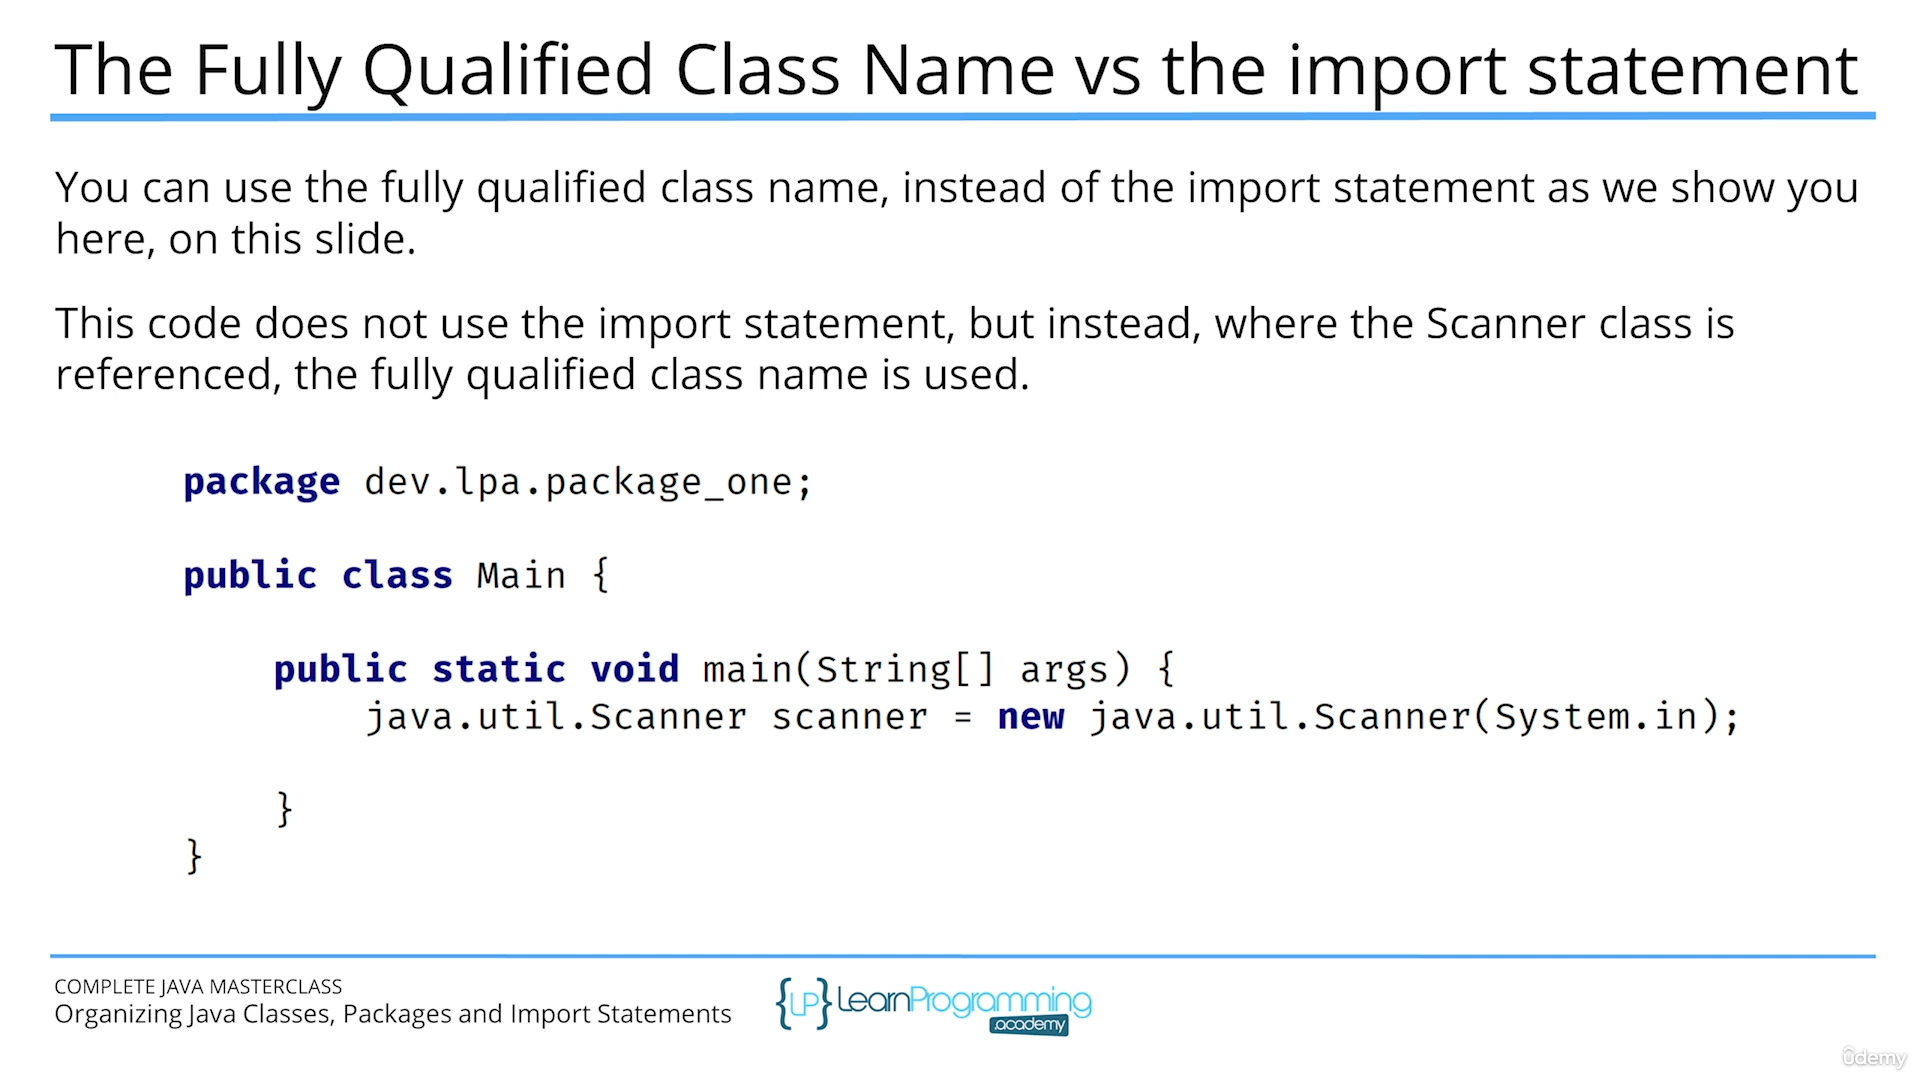 The Fully Qualified Class Name vs the import statement
You can use the fully qualified class name, instead of the import statement as we show you
here, on this slide.
This code does not use the import statement, but instead, where the Scanner class is
referenced, the fully qualified class name is used.
package dev.lpa.package_one;
public class Main {
public static void main(String[] args) {
java.util.Scanner scanner = new java.util.Scanner(System.in);
}
}
COMPLETE JAVA MASTERCLASS
Organizing Java Classes, Packages and Import Statements
{LP} LearnProgramming
.academy
udemy